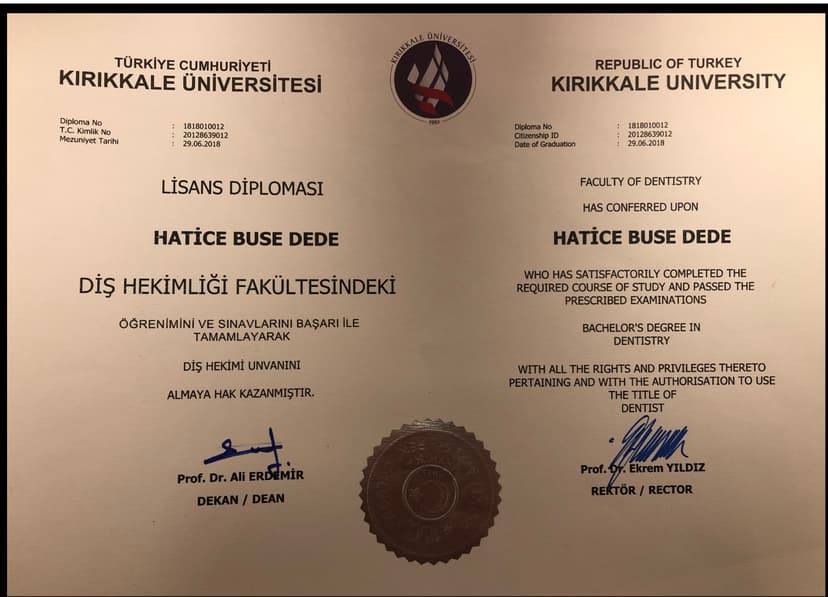 TÜRKİYE CUMHURİYETİ
KIRIKKALE ÜNİVERSİTESİ
Diploma No : 1818010012
T.C. Kimlik No : 20128639012
Mezuniyet Tarihi : 29.06.2018
LİSANS DİPLOMASI
HATİCE BUSE DEDE
DİŞ HEKİMLİĞİ FAKÜLTESİNDEKİ
ÖĞRENİMİNİ VE SINAVLARINI BAŞARI İLE
TAMAMLAYARAK
DİŞ HEKİMİ UNVANINI
ALMAYA HAK KAZANMIŞTIR.
Prof. Dr. Ali ERDEMİR
DEKAN / DEAN
KIRIKKALE ÜNİVERSİTESİ
REPUBLIC OF TURKEY
KIRIKKALE UNIVERSITY
Diploma No : 1818010012
Citizenship ID : 20128639012
Date of Graduation : 29.06.2018
FACULTY OF DENTISTRY
HAS CONFERRED UPON
HATİCE BUSE DEDE
WHO HAS SATISFACTORILY COMPLETED THE
REQUIRED COURSE OF STUDY AND PASSED THE
PRESCRIBED EXAMINATIONS
BACHELOR'S DEGREE IN
DENTISTRY
WITH ALL THE RIGHTS AND PRIVILEGES THERETO
PERTAINING AND WITH THE AUTHORISATION TO USE
THE TITLE OF
DENTIST
Prof. Dr. Ekrem YILDIZ
REKTÖR / RECTOR